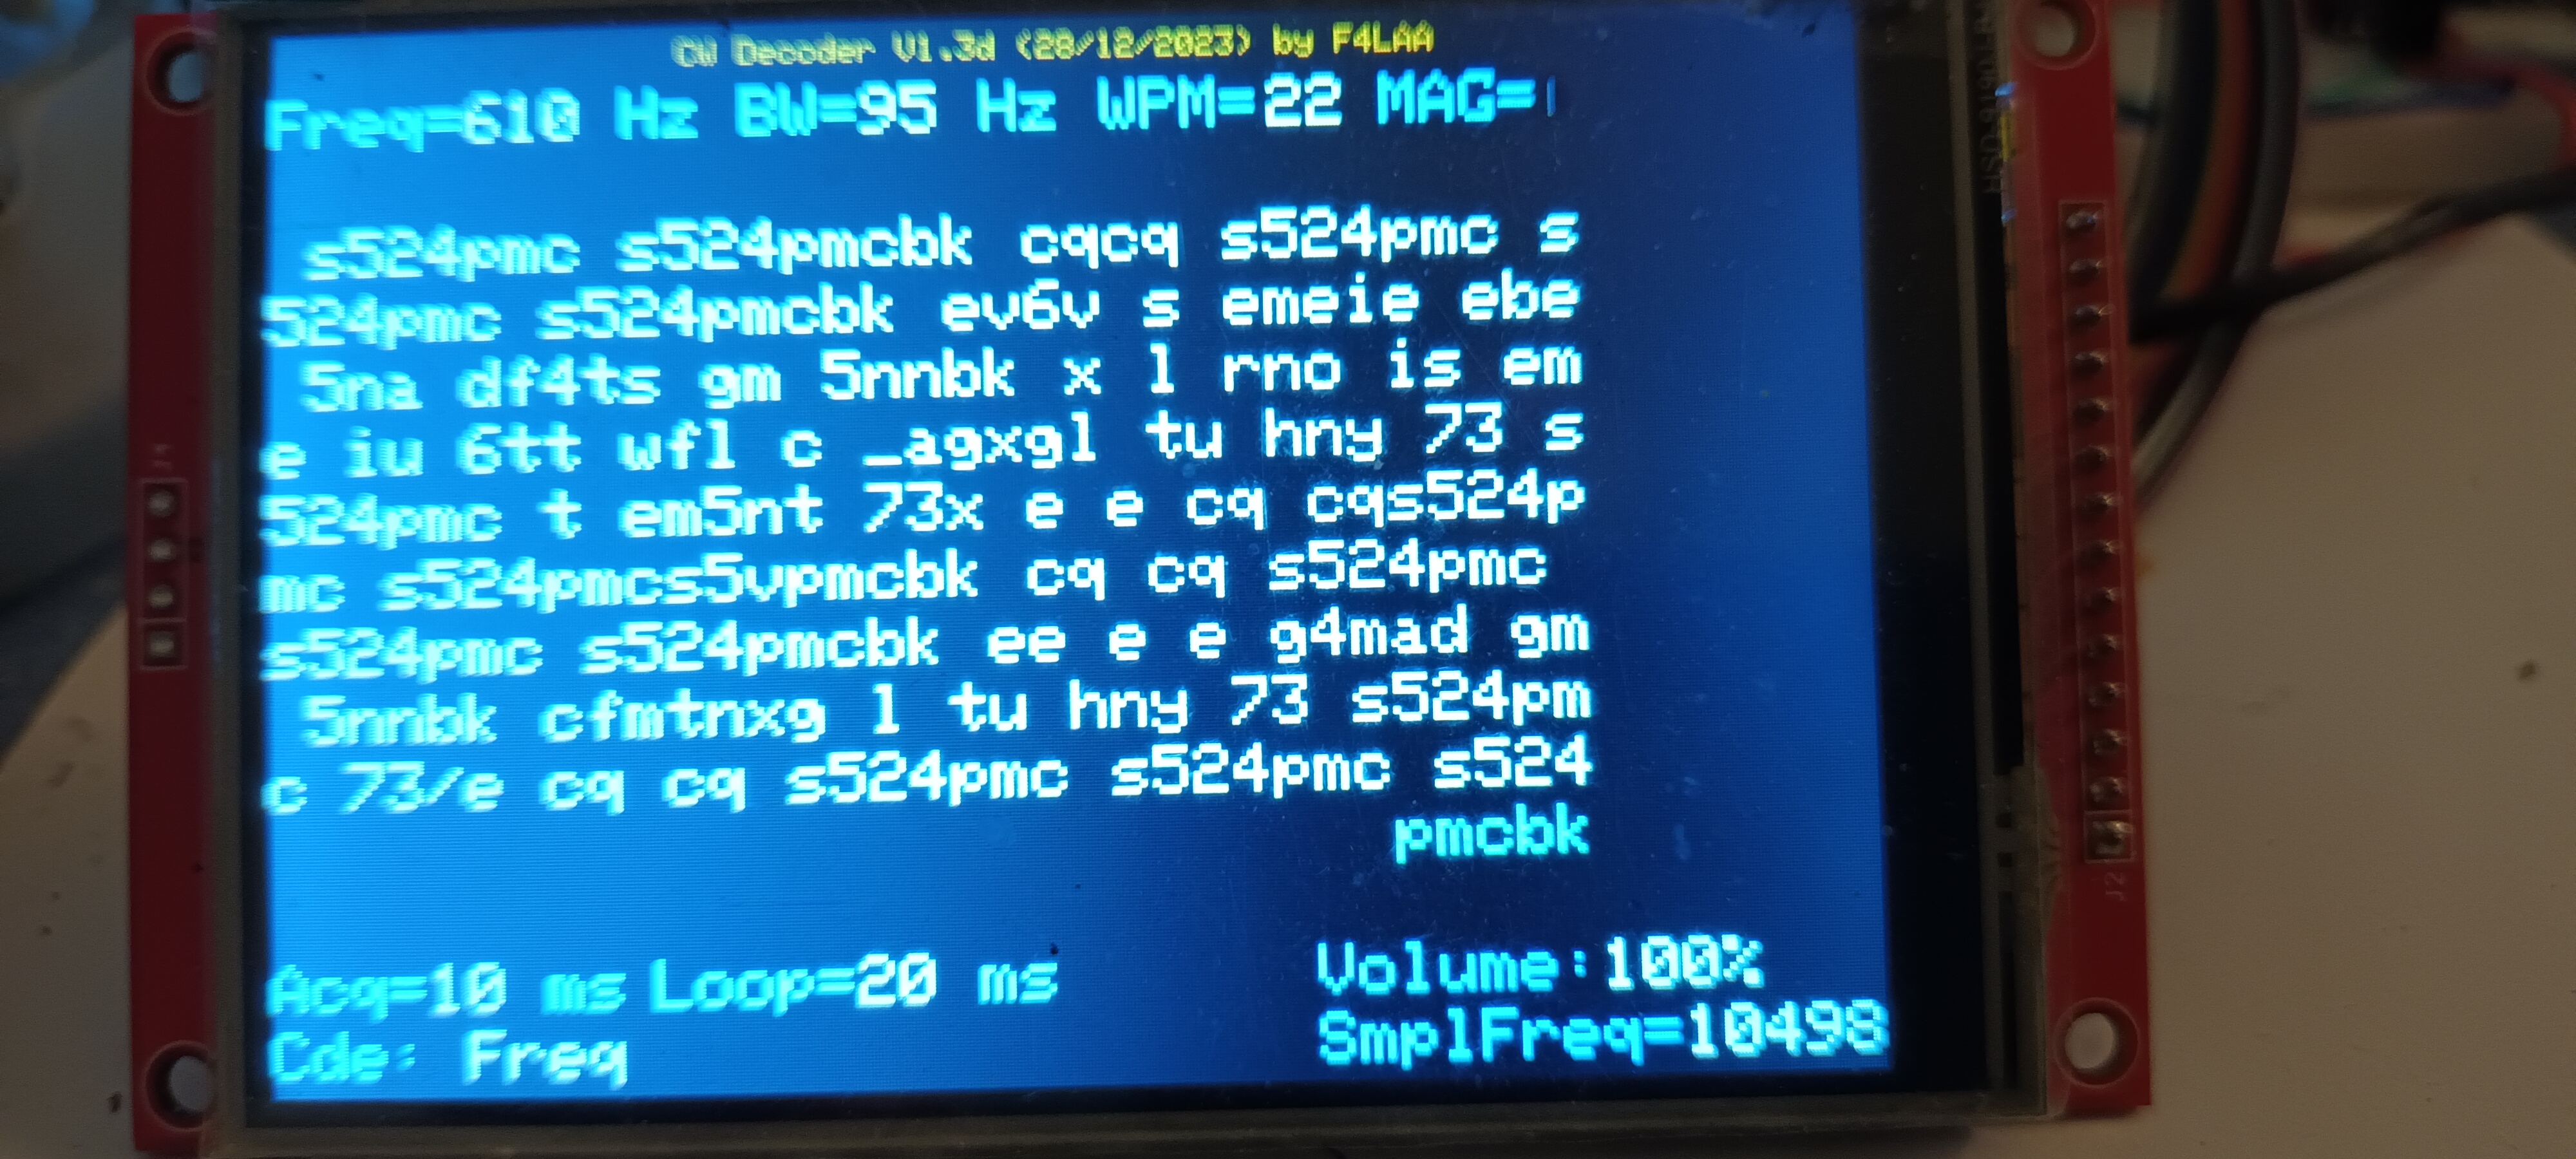 CW Decoder V1.3d (28/12/2023) by F4LAA
Freq=610 Hz BW=95 Hz WPM=22 MAG=
s524pmc s524pmcbk cqcq s524pmc s
524pmc s524pmcbk ev6v s emeie ebe
5na df4ts gm 5nnbk x l rno is em
e iu 6tt wfl c _agxgl tu hny 73 s
524pmc t em5nt 73x e e cq cqs524p
mc s524pmcs5vpmcbk cq cq s524pmc
s524pmc s524pmcbk ee e e g4mad gm
5nnbk cfmtnxg l tu hny 73 s524pm
c 73/e cq cq s524pmc s524pmc s524
pmcbk
Acq=10 ms Loop=20 ms
Volume:100%
Cde: Freq
SmplFreq=10498
J2